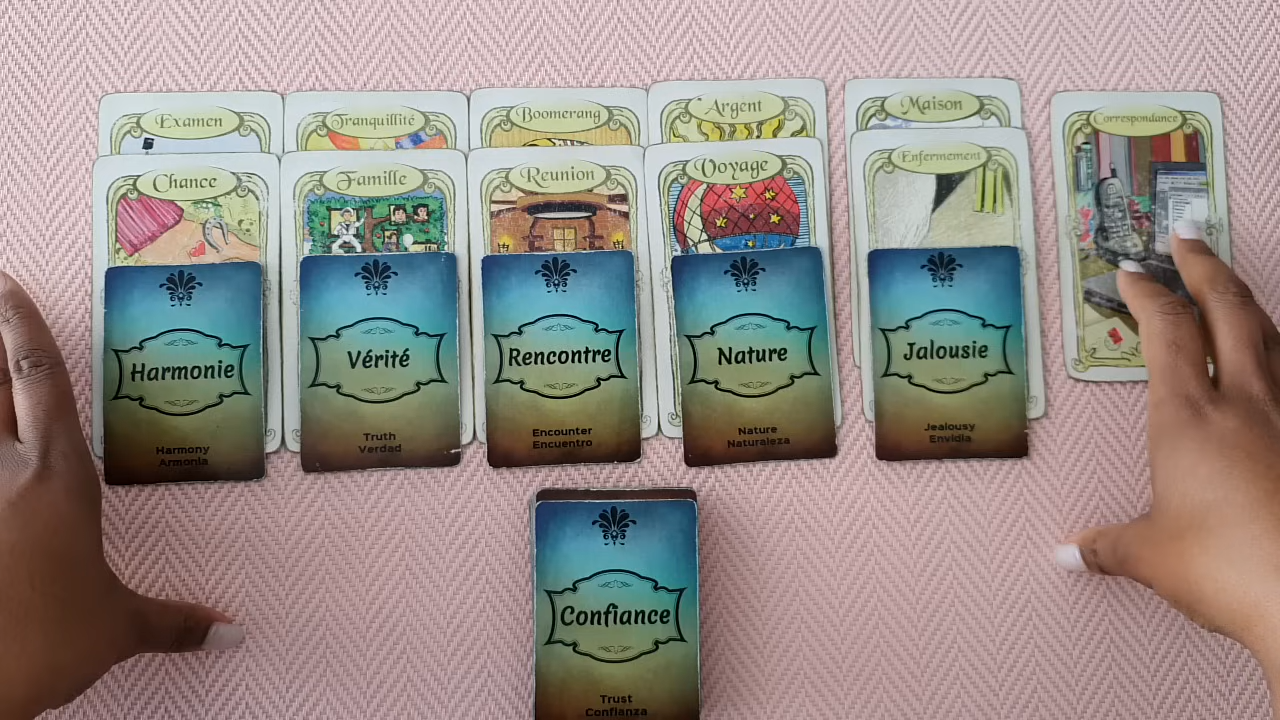 Examen
Tranquillité
Boomerang
Argent
Maison
Correspondance
Chance
Famille
Reunion
Voyage
Enfermement
Harmonie
Harmony
Armonia
Vérité
Truth
Verdad
Rencontre
Encounter
Encuentro
Nature
Nature
Naturaleza
Jalousie
Jealousy
Envidia
Confiance
Trust
Confianza